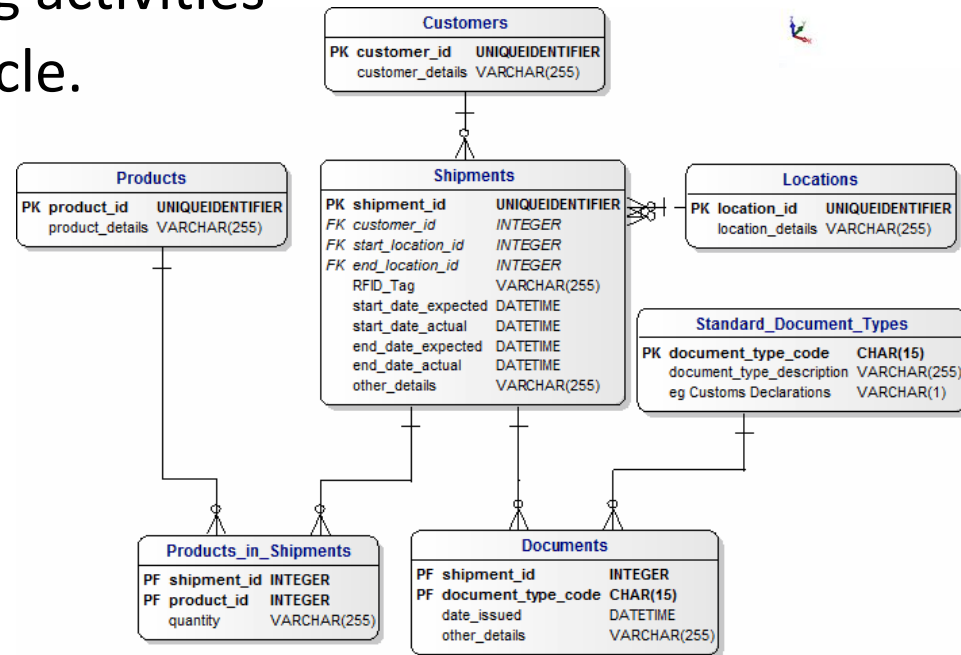 g activities
cle.
Customers
PK customer_id UNIQUEIDENTIFIER
customer_details VARCHAR(255)
Products
PK product_id UNIQUEIDENTIFIER
product_details VARCHAR(255)
Shipments
PK shipment_id UNIQUEIDENTIFIER
FK customer_id INTEGER
FK start_location_id INTEGER
FK end_location_id INTEGER
RFID_Tag VARCHAR(255)
start_date_expected DATETIME
start_date_actual DATETIME
end_date_expected DATETIME
end_date_actual DATETIME
other_details VARCHAR(255)
Locations
PK location_id UNIQUEIDENTIFIER
location_details VARCHAR(255)
Standard_Document_Types
PK document_type_code CHAR(15)
document_type_description VARCHAR(255)
eg Customs Declarations VARCHAR(1)
Products_in_Shipments
PF shipment_id INTEGER
PF product_id INTEGER
quantity VARCHAR(255)
Documents
PF shipment_id INTEGER
PF document_type_code CHAR(15)
date_issued DATETIME
other_details VARCHAR(255)